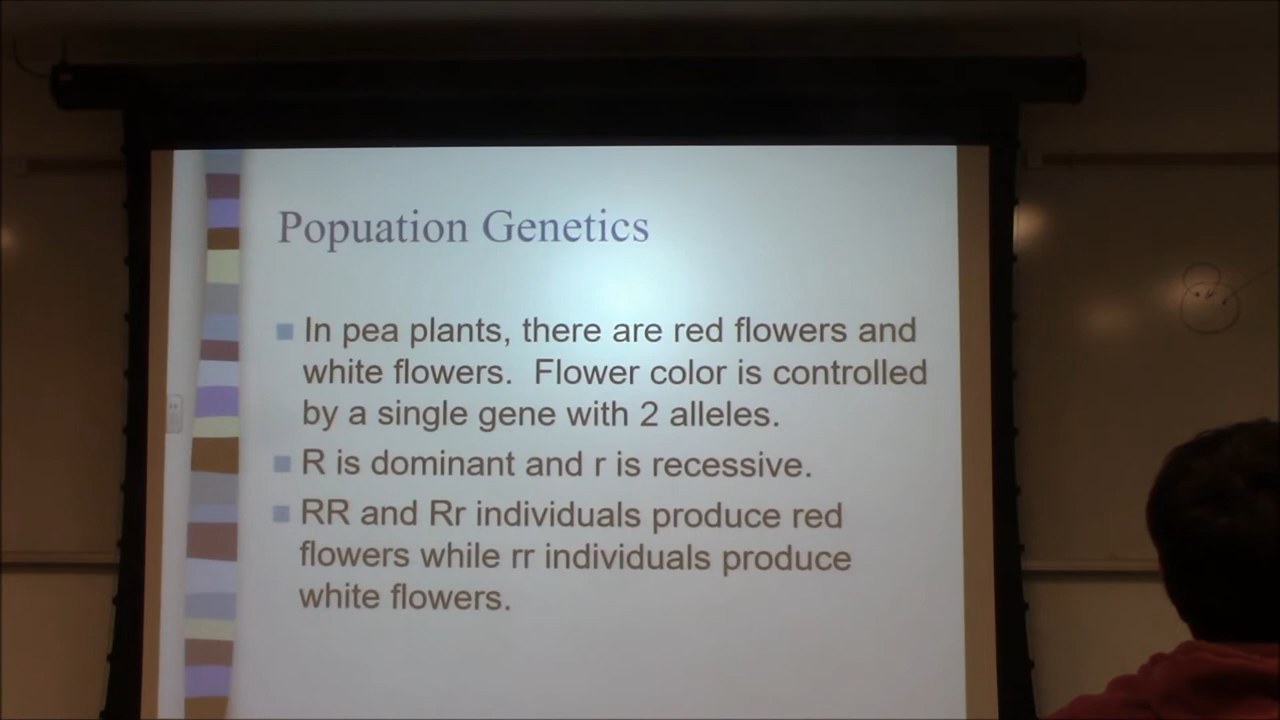 Popuation Genetics
In pea plants, there are red flowers and
white flowers.  Flower color is controlled
by a single gene with 2 alleles.
R is dominant and r is recessive.
RR and Rr individuals produce red
flowers while rr individuals produce
white flowers.